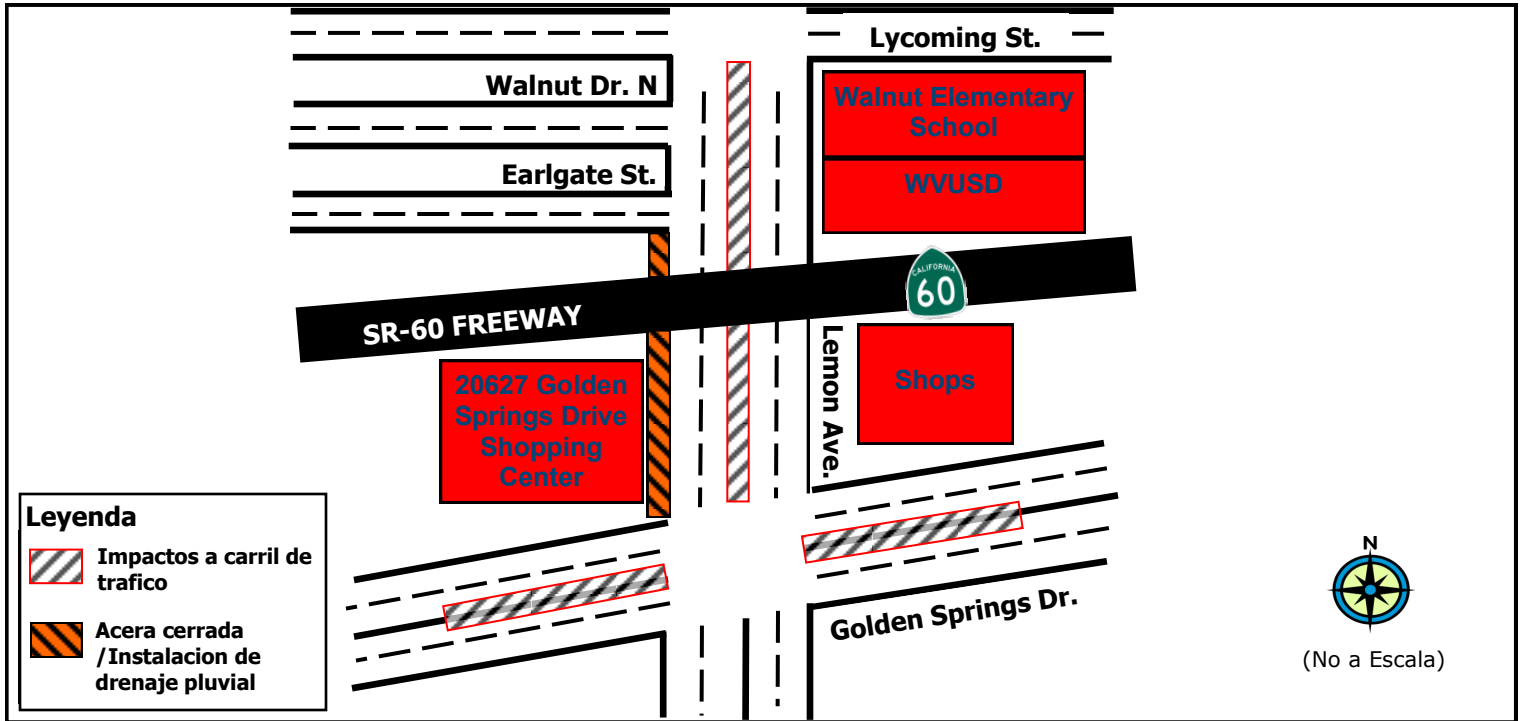 Lycoming St.
Walnut Dr. N
Walnut Elementary
School
Earlgate St.
WVUSD
CALIFORNIA
60
SR-60 FREEWAY
Lemon Ave.
Shops
20627 Golden
Springs Drive
Shopping
Center
Golden Springs Dr.
Leyenda
Impactos a carril de
trafico
Acera cerrada
/Instalacion de
drenaje pluvial
N
(No a Escala)